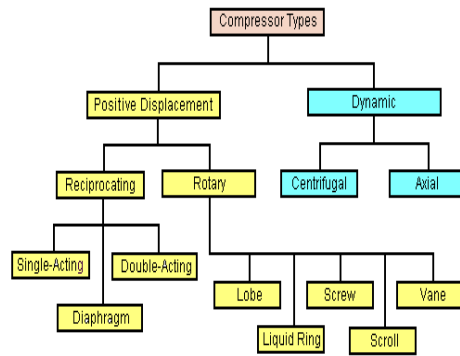 Compressor Types
Positive Displacement
Dynamic
Reciprocating
Rotary
Centrifugal
Axial
Single-Acting
Double-Acting
Diaphragm
Lobe
Screw
Vane
Liquid Ring
Scroll